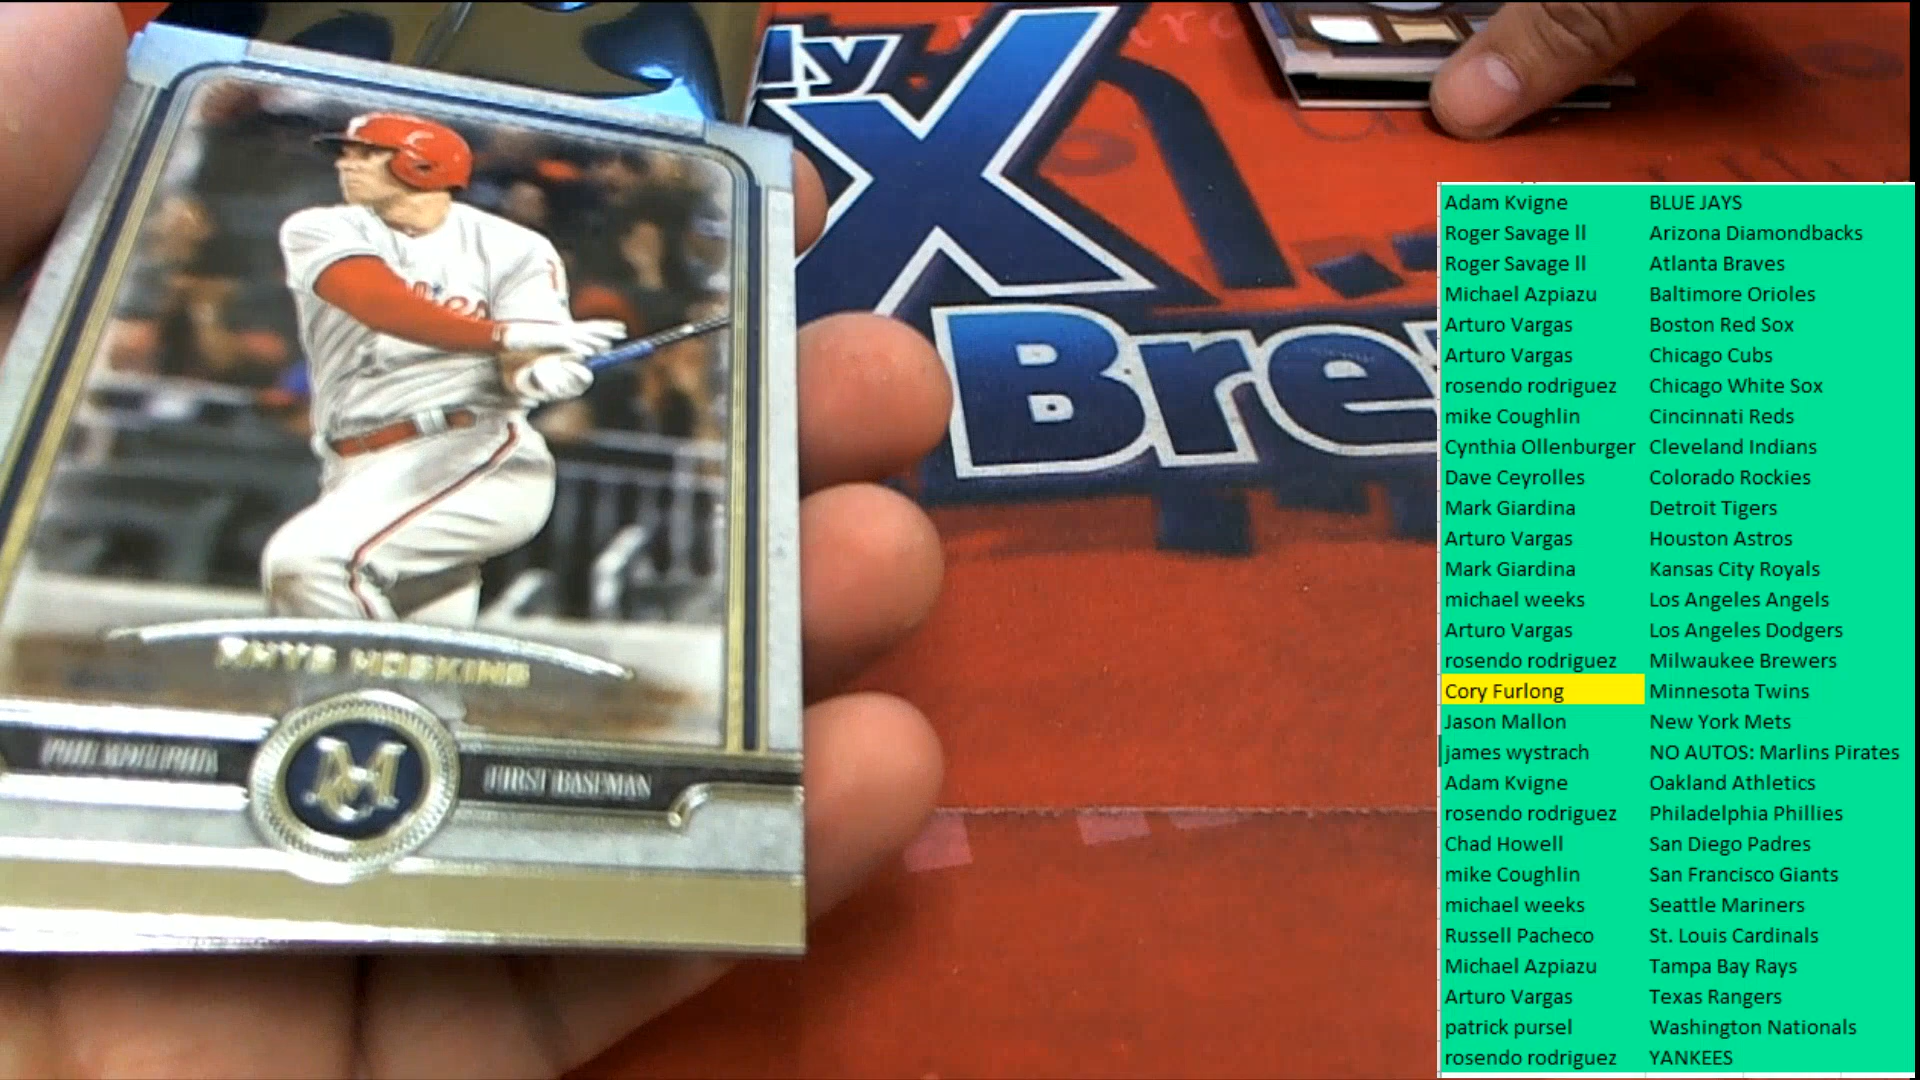 My
X
Bre
RHYS HOSKINS
PHILADELPHIA
FIRST BASEMAN
M
Adam Kvigne BLUE JAYS
Roger Savage ll Arizona Diamondbacks
Roger Savage ll Atlanta Braves
Michael Azpiazu Baltimore Orioles
Arturo Vargas Boston Red Sox
Arturo Vargas Chicago Cubs
rosendo rodriguez Chicago White Sox
mike Coughlin Cincinnati Reds
Cynthia Ollenburger Cleveland Indians
Dave Ceyrolles Colorado Rockies
Mark Giardina Detroit Tigers
Arturo Vargas Houston Astros
Mark Giardina Kansas City Royals
michael weeks Los Angeles Angels
Arturo Vargas Los Angeles Dodgers
rosendo rodriguez Milwaukee Brewers
Cory Furlong Minnesota Twins
Jason Mallon New York Mets
james wystrach NO AUTOS: Marlins Pirates
Adam Kvigne Oakland Athletics
rosendo rodriguez Philadelphia Phillies
Chad Howell San Diego Padres
mike Coughlin San Francisco Giants
michael weeks Seattle Mariners
Russell Pacheco St. Louis Cardinals
Michael Azpiazu Tampa Bay Rays
Arturo Vargas Texas Rangers
patrick pursel Washington Nationals
rosendo rodriguez YANKEES